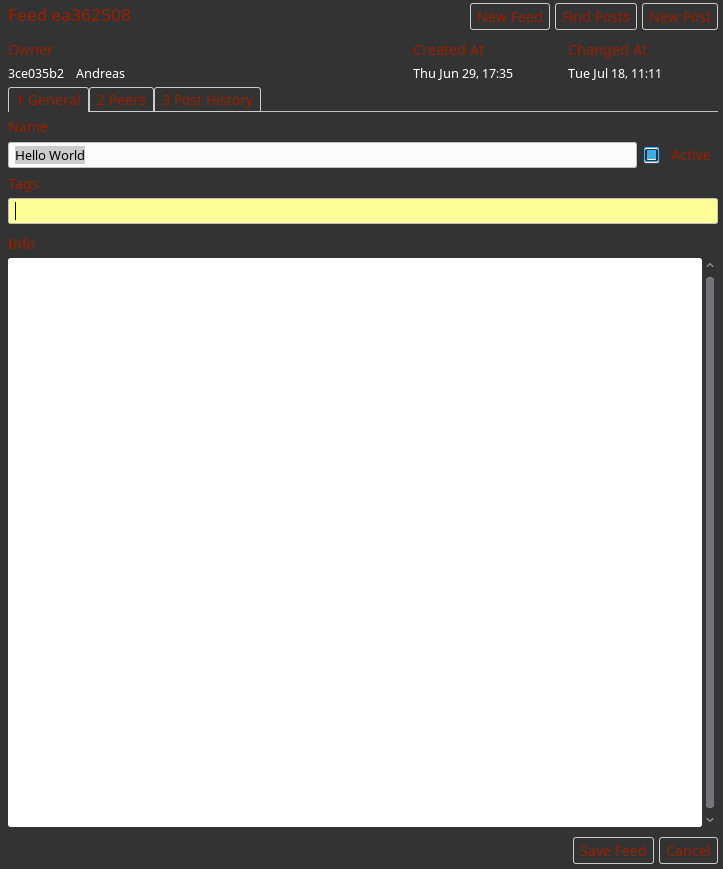 Feed ea362508 New Feed Find Posts New Post
Owner Created At Changed At
3ce035b2 Andreas Thu Jun 29, 17:35 Tue Jul 18, 11:11
1 General 2 Peers 3 Post History
Name
Hello World Active
Tags
Info
Save Feed Cancel